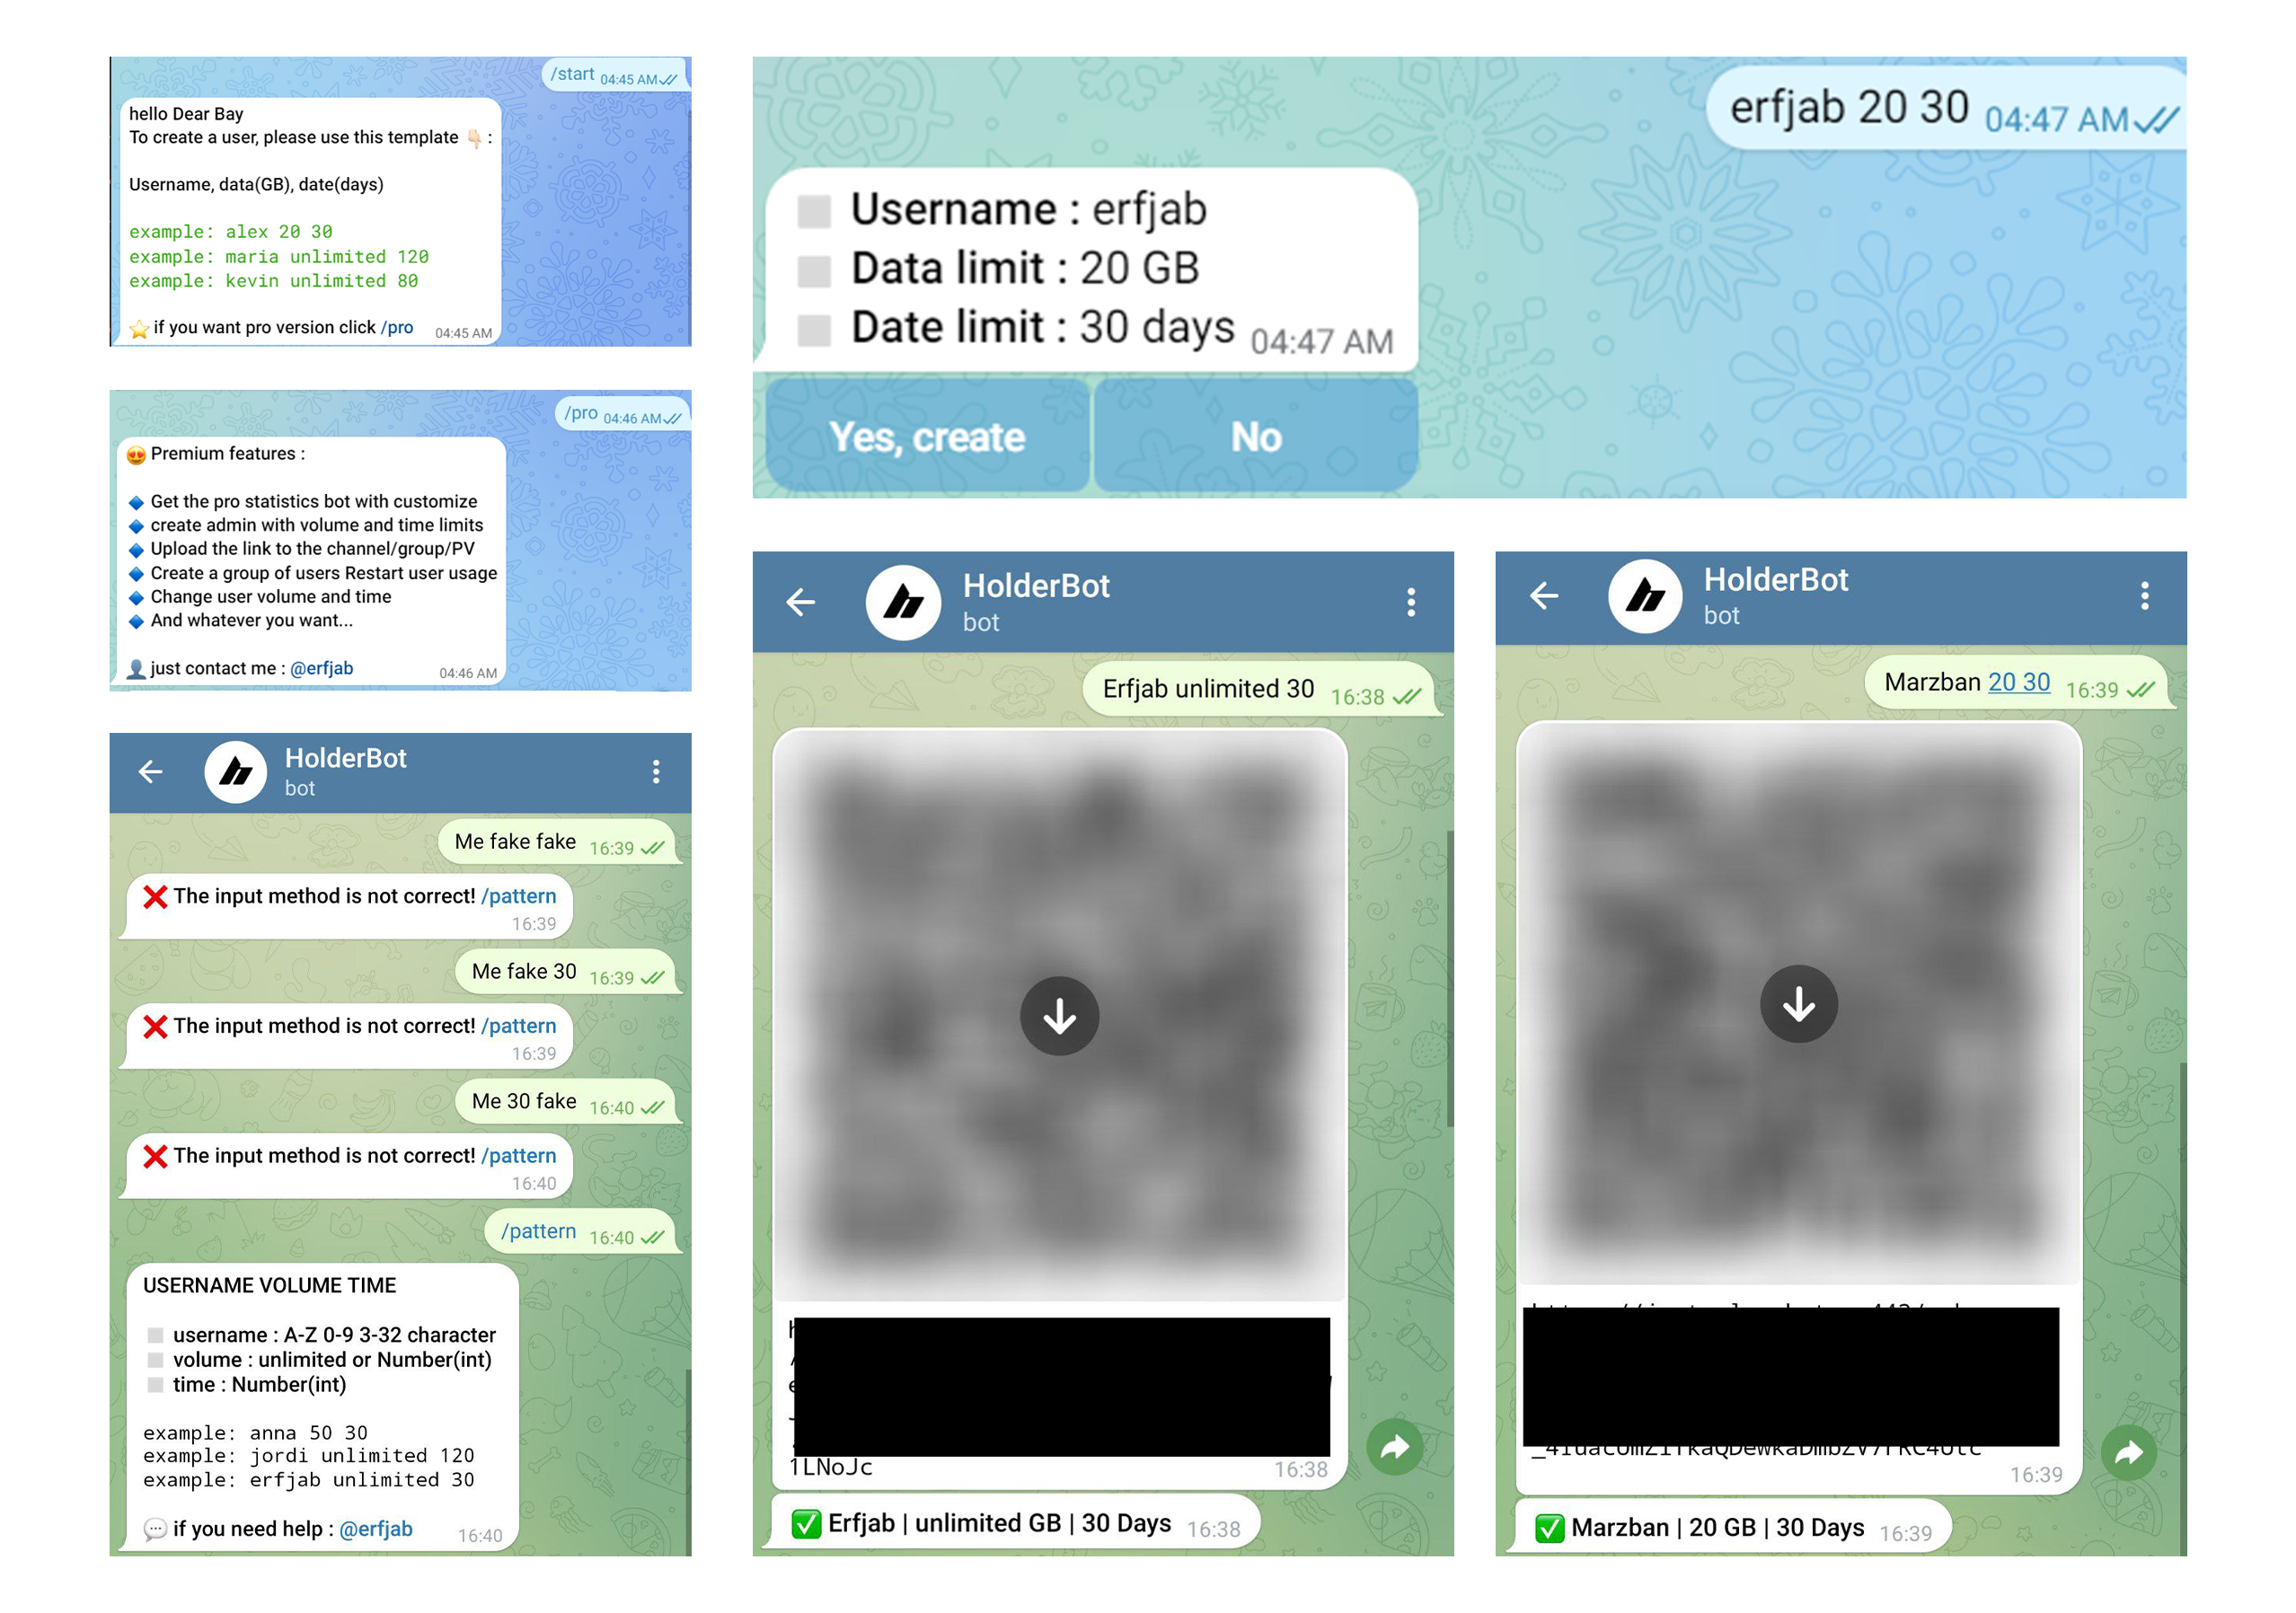 /start 04:45 AM
hello Dear Bay
To create a user, please use this template 👇🏻 :
Username, data(GB), date(days)
example: alex 20 30
example: maria unlimited 120
example: kevin unlimited 80
⭐ if you want pro version click /pro 04:45 AM
/pro 04:46 AM
😍 Premium features :
🔹 Get the pro statistics bot with customize
🔹 create admin with volume and time limits
🔹 Upload the link to the channel/group/PV
🔹 Create a group of users Restart user usage
🔹 Change user volume and time
🔹 And whatever you want...
👤 just contact me : @erfjab 04:46 AM
HolderBot
bot
Me fake fake 16:39
❌ The input method is not correct! /pattern
16:39
Me fake 30 16:39
❌ The input method is not correct! /pattern
16:39
Me 30 fake 16:40
❌ The input method is not correct! /pattern
16:40
/pattern 16:40
USERNAME VOLUME TIME
◻️ username : A-Z 0-9 3-32 character
◻️ volume : unlimited or Number(int)
◻️ time : Number(int)
example: anna 50 30
example: jordi unlimited 120
example: erfjab unlimited 30
💬 if you need help : @erfjab 16:40
erfjab 20 30 04:47 AM
◻️ Username : erfjab
◻️ Data limit : 20 GB
◻️ Date limit : 30 days 04:47 AM
Yes, create No
HolderBot
bot
Erfjab unlimited 30 16:38
1LNoJc 16:38
✅ Erfjab | unlimited GB | 30 Days 16:38
HolderBot
bot
Marzban 20 30 16:39
16:39
✅ Marzban | 20 GB | 30 Days 16:39